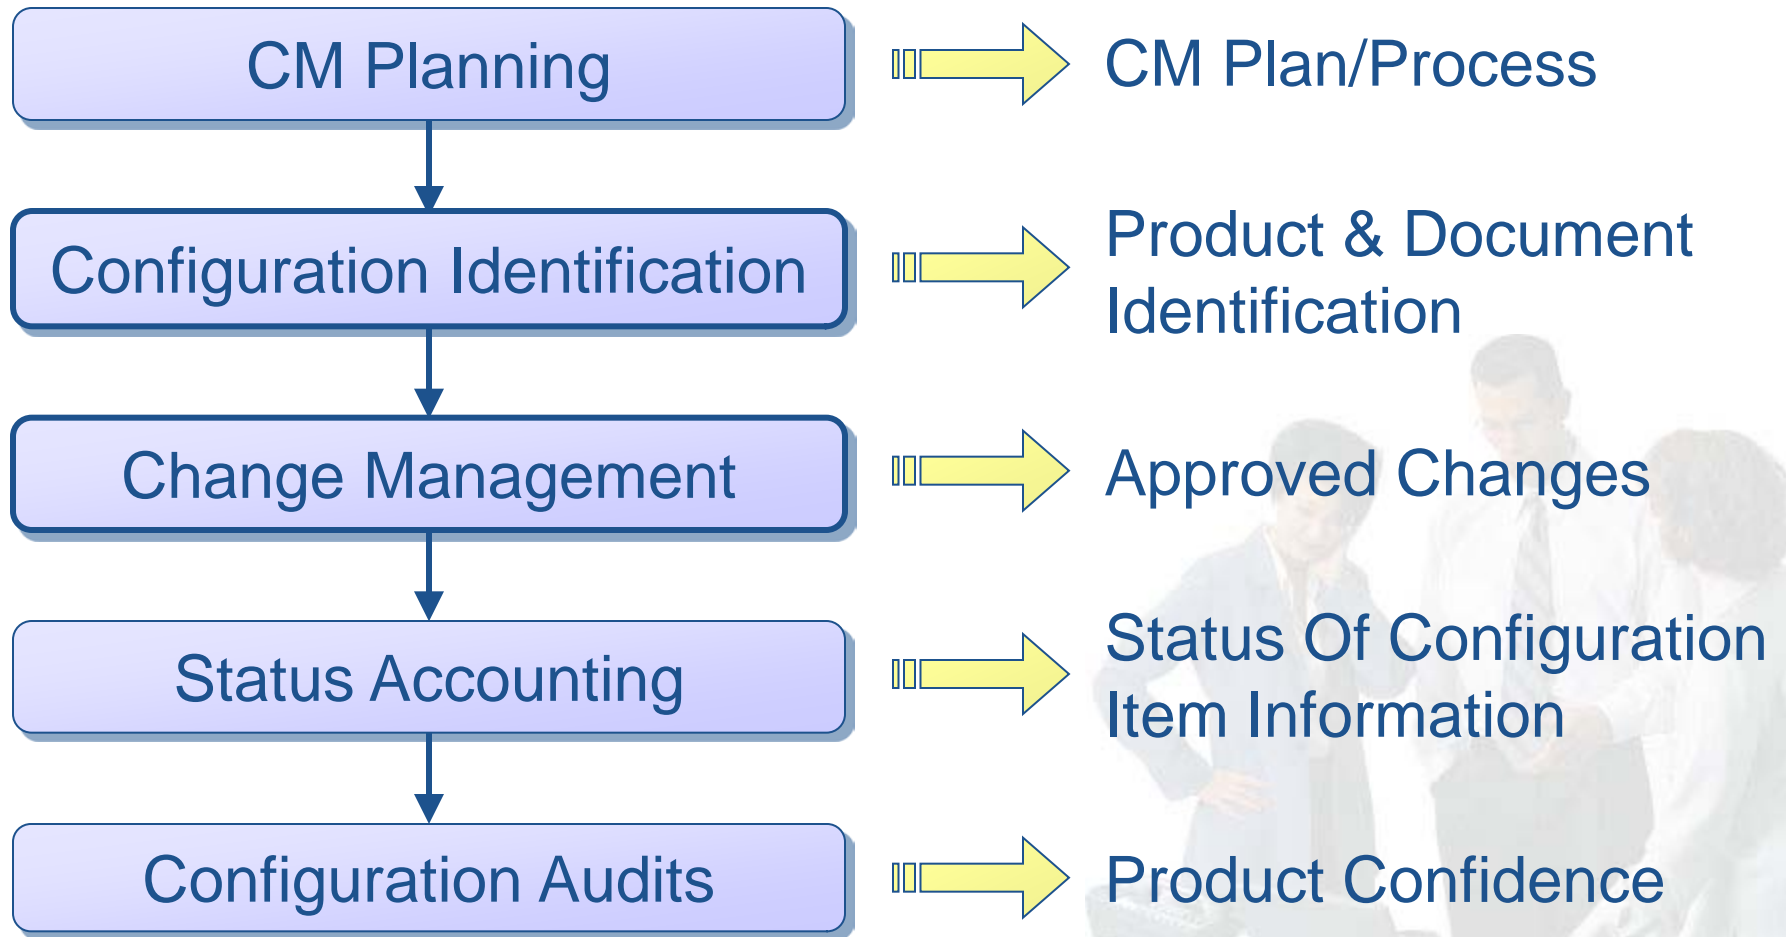 CM Planning
CM Plan/Process
Configuration Identification
Product & Document
Identification
Change Management
Approved Changes
Status Accounting
Status Of Configuration
Item Information
Configuration Audits
Product Confidence